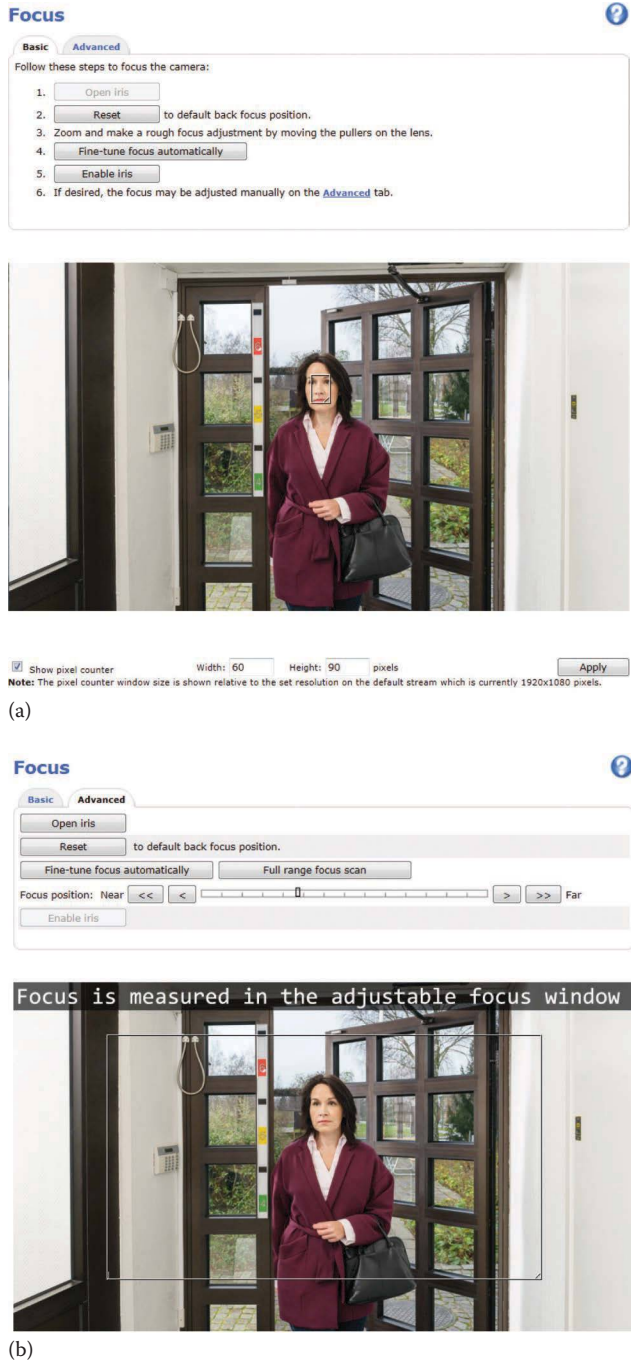 Focus
?
Basic Advanced
Follow these steps to focus the camera:
1. Open iris
2. Reset to default back focus position.
3. Zoom and make a rough focus adjustment by moving the pullers on the lens.
4. Fine-tune focus automatically
5. Enable iris
6. If desired, the focus may be adjusted manually on the Advanced tab.
Show pixel counter Width: 60 Height: 90 pixels Apply
Note: The pixel counter window size is shown relative to the set resolution on the default stream which is currently 1920x1080 pixels.
(a)
Focus
?
Basic Advanced
Open iris
Reset to default back focus position.
Fine-tune focus automatically Full range focus scan
Focus position: Near << < > >> Far
Enable iris
Focus is measured in the adjustable focus window
(b)